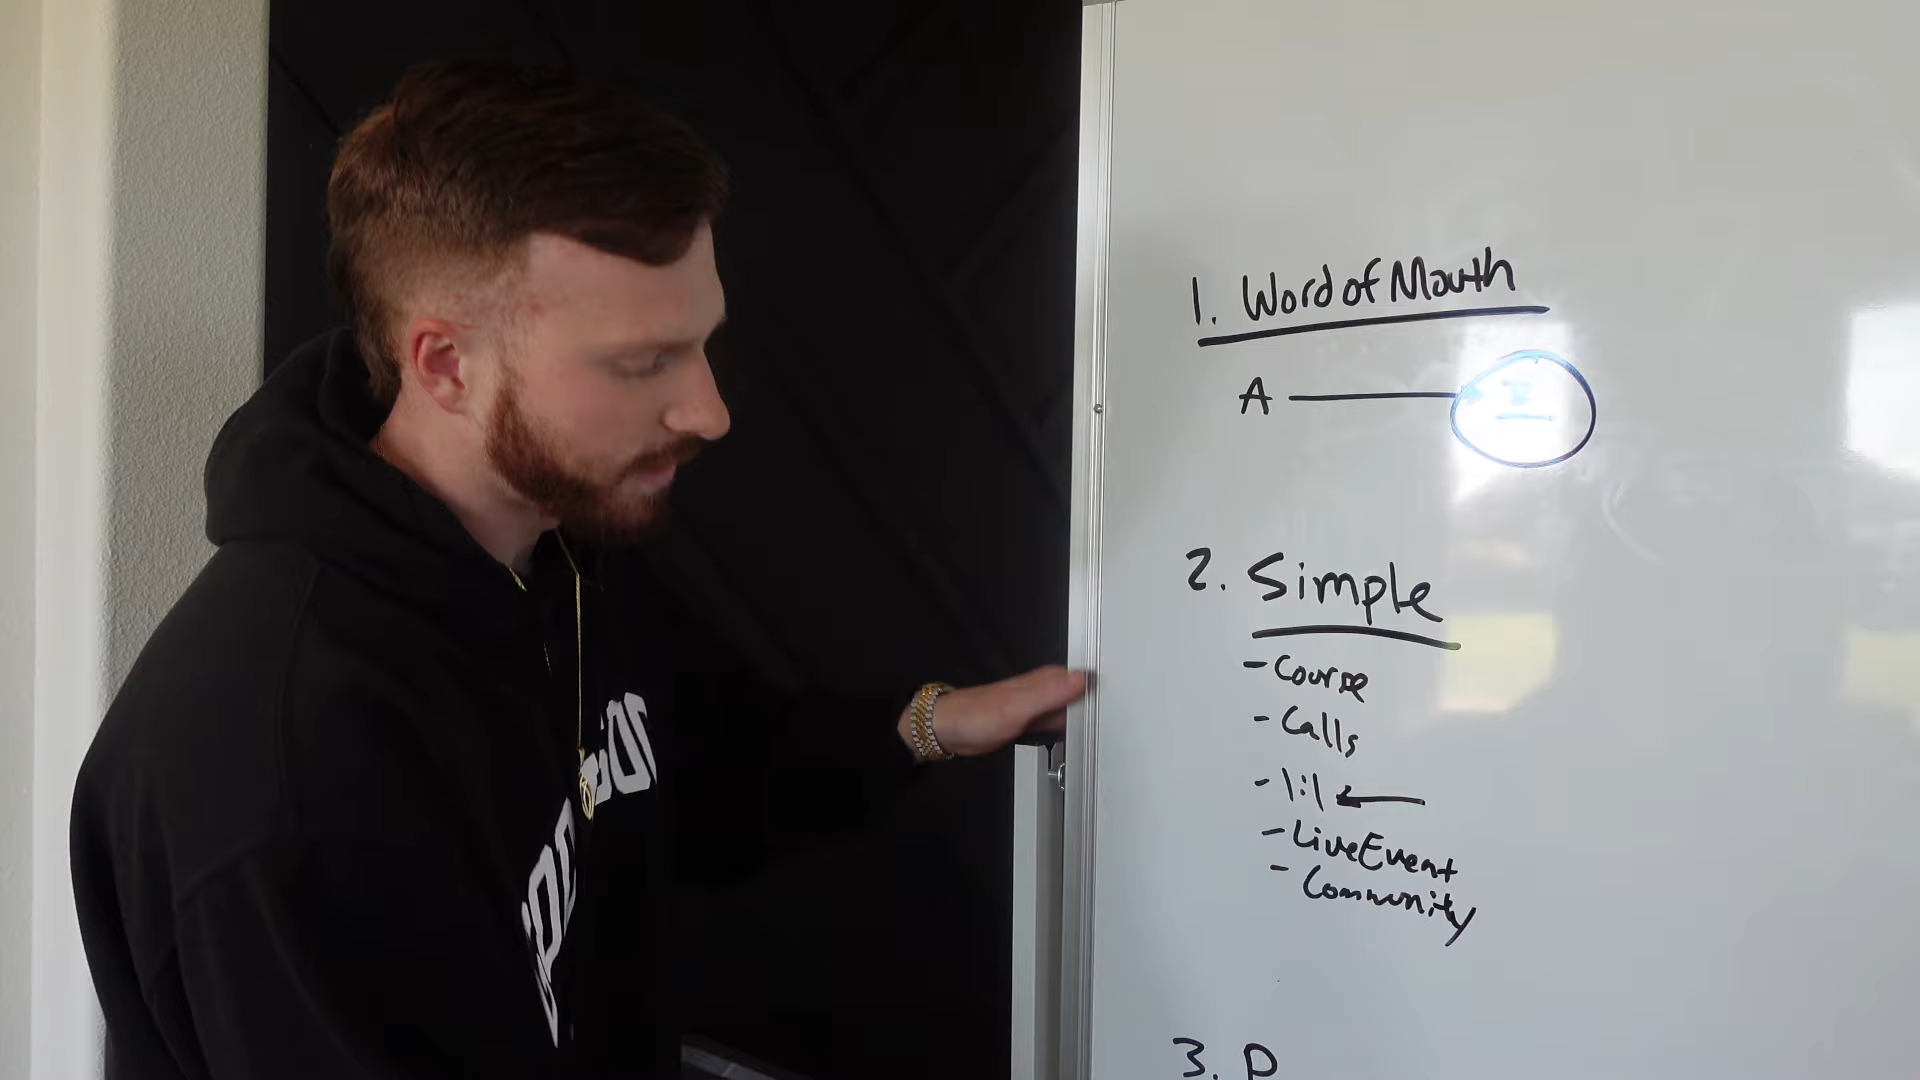 1. Word of Mouth
A
2. Simple
- Course
- Calls
- 1:1
- Live Event
- Community
3. P